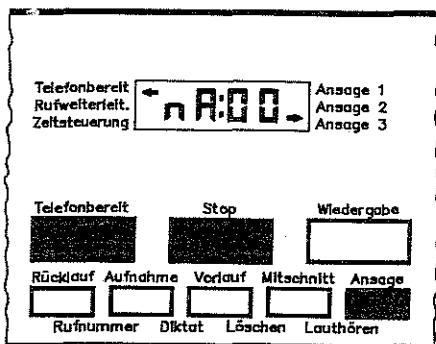 Telefonbereit
Rufweiterleit.
Zeitsteuerung
nA:00
Ansage 1
Ansage 2
Ansage 3
Telefonbereit Stop Wiedergabe
Rücklauf Aufnahme Vorlauf Mitschnitt Ansage
Rufnummer Diktat Löschen Lauthören